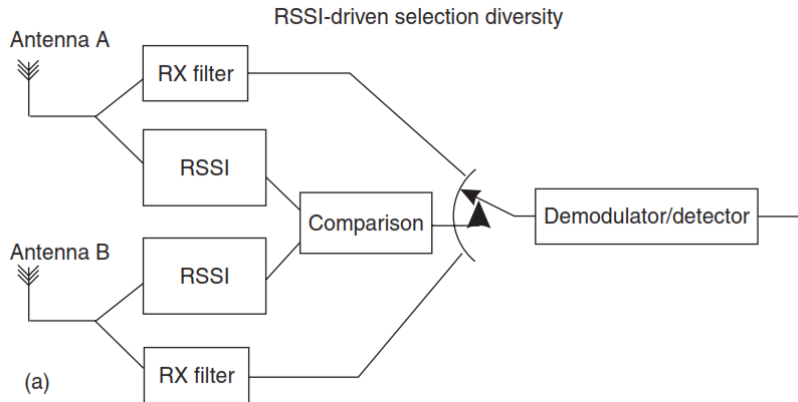 RSSI-driven selection diversity
Antenna A
RX filter
RSSI
Comparison
Demodulator/detector
Antenna B
RSSI
RX filter
(a)